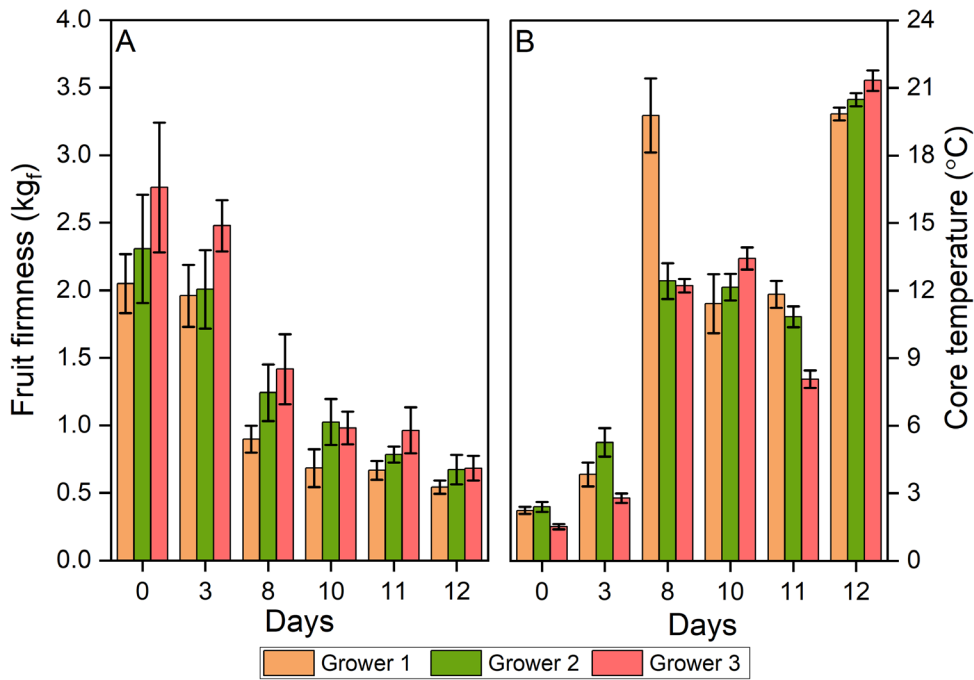 A
B
4.0
3.5
3.0
2.5
2.0
1.5
1.0
0.5
0.0
Fruit firmness (kgf)
0 3 8 10 11 12
Days
24
21
18
15
12
9
6
3
0
Core temperature (°C)
0 3 8 10 11 12
Days
Grower 1 Grower 2 Grower 3